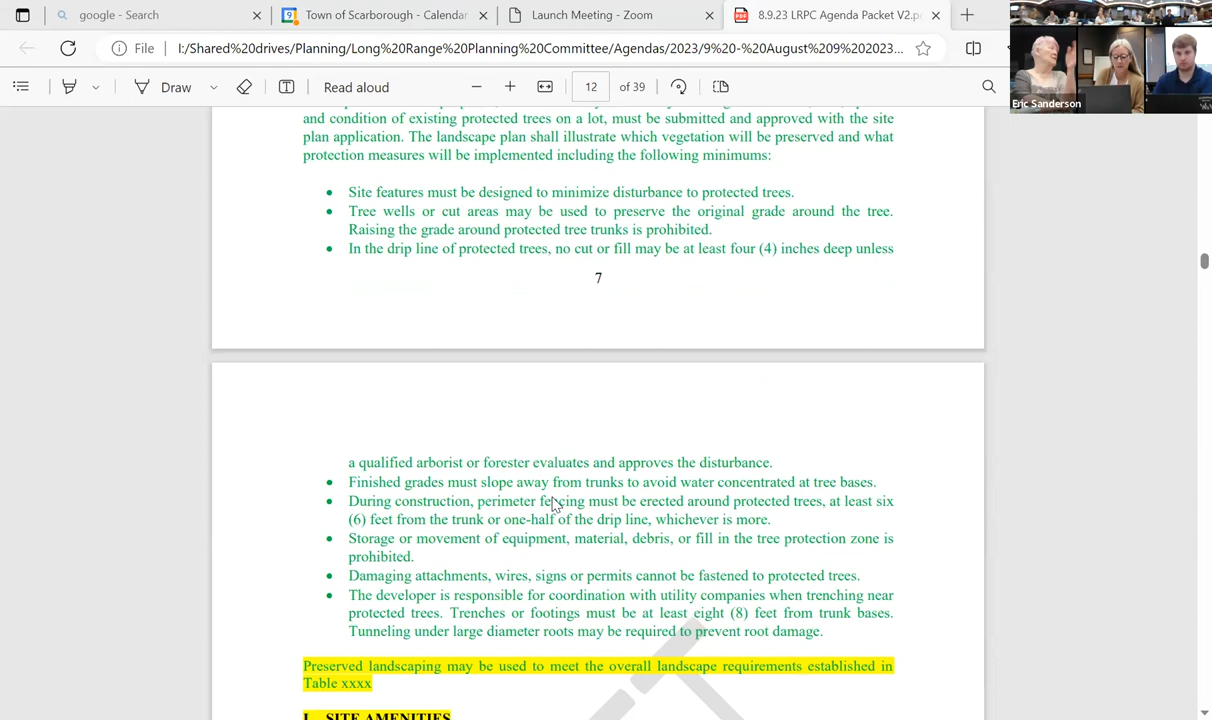 google - Search
Town of Scarborough - Calendar
Launch Meeting - Zoom
8.9.23 LRPC Agenda Packet V2.p
File
I:/Shared%20drives/Planning/Long%20Range%20Planning%20Committee/Agendas/2023/9%20-%20August%209%202023...
Draw
Read aloud
12
of 39
Eric Sanderson
and condition of existing protected trees on a lot, must be submitted and approved with the site
plan application. The landscape plan shall illustrate which vegetation will be preserved and what
protection measures will be implemented including the following minimums:
• Site features must be designed to minimize disturbance to protected trees.
• Tree wells or cut areas may be used to preserve the original grade around the tree.
Raising the grade around protected tree trunks is prohibited.
• In the drip line of protected trees, no cut or fill may be at least four (4) inches deep unless
7
a qualified arborist or forester evaluates and approves the disturbance.
• Finished grades must slope away from trunks to avoid water concentrated at tree bases.
• During construction, perimeter fencing must be erected around protected trees, at least six
(6) feet from the trunk or one-half of the drip line, whichever is more.
• Storage or movement of equipment, material, debris, or fill in the tree protection zone is
prohibited.
• Damaging attachments, wires, signs or permits cannot be fastened to protected trees.
• The developer is responsible for coordination with utility companies when trenching near
protected trees. Trenches or footings must be at least eight (8) feet from trunk bases.
Tunneling under large diameter roots may be required to prevent root damage.
Preserved landscaping may be used to meet the overall landscape requirements established in
Table xxxx
SITE AMENITIES